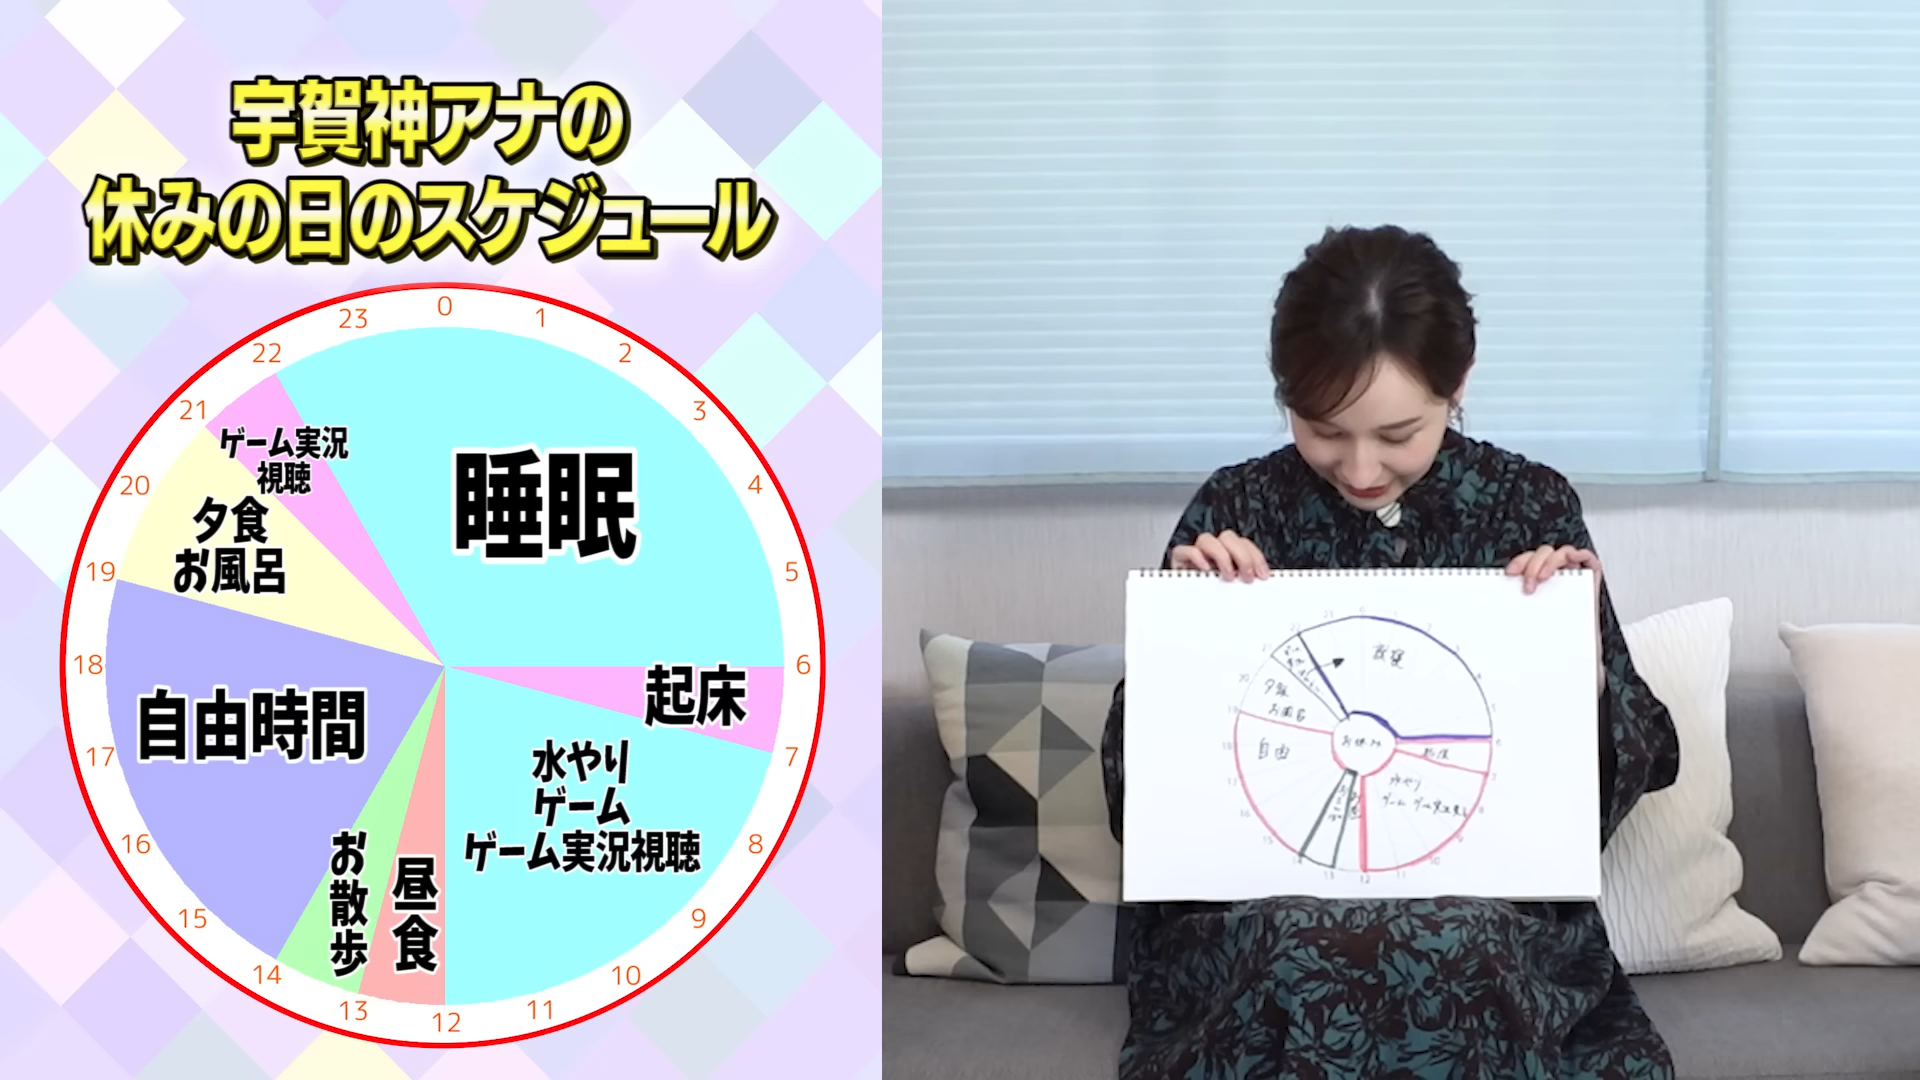 宇賀神アナの
休みの日のスケジュール
0
1
2
3
4
5
6
7
8
9
10
11
12
13
14
15
16
17
18
19
20
21
22
23
睡眠
起床
水やり
ゲーム
ゲーム実況視聴
昼食
お散歩
自由時間
夕食
お風呂
ゲーム実況
視聴
お休み
起床
水やり
自由
お風呂